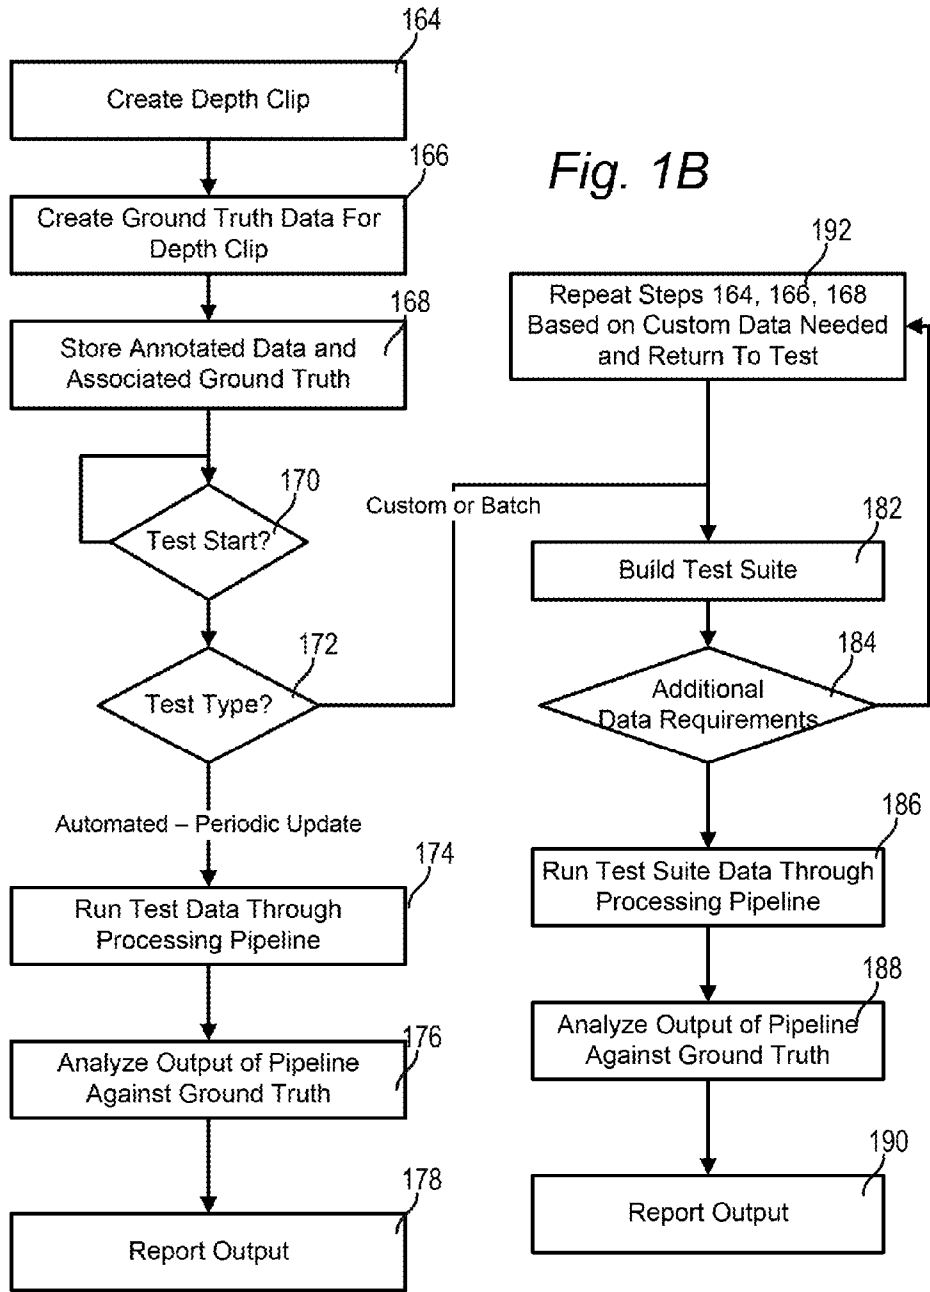 164
Create Depth Clip
Fig. 1B
166
Create Ground Truth Data For
Depth Clip
168
Store Annotated Data and
Associated Ground Truth
170
Test Start?
172
Test Type?
Custom or Batch
Automated – Periodic Update
174
Run Test Data Through
Processing Pipeline
176
Analyze Output of Pipeline
Against Ground Truth
178
Report Output
192
Repeat Steps 164, 166, 168
Based on Custom Data Needed
and Return To Test
182
Build Test Suite
184
Additional
Data Requirements
186
Run Test Suite Data Through
Processing Pipeline
188
Analyze Output of Pipeline
Against Ground Truth
190
Report Output